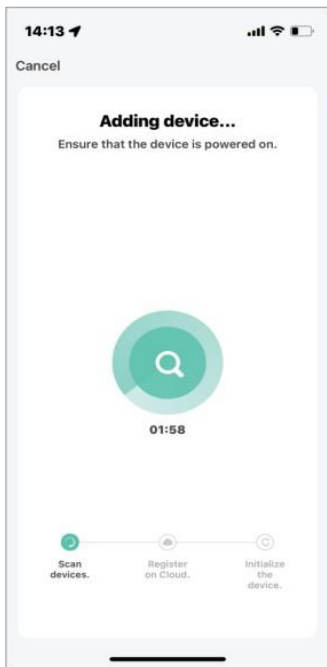 14:13
Cancel
Adding device...
Ensure that the device is powered on.
01:58
Scan
devices.
Register
on Cloud.
Initialize
the
device.